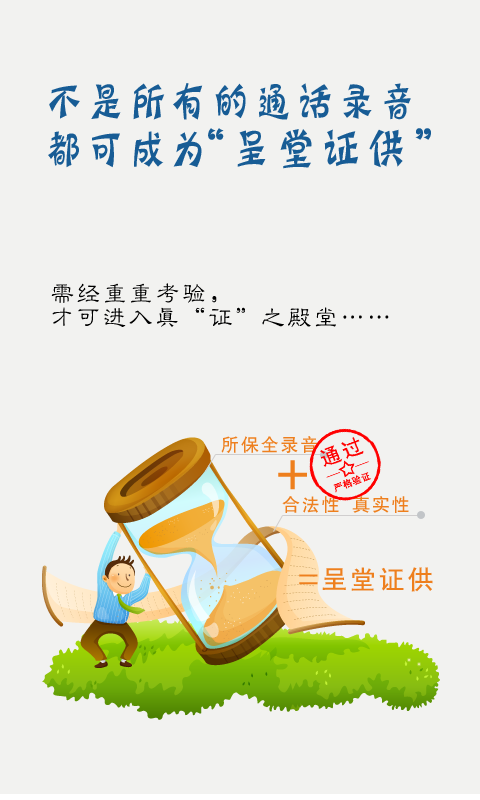 不是所有的通话录音
都可成为“呈堂证供”
需经重重考验，
才可进入真“证”之殿堂……
所保全录音
通过
严格验证
+
合法性 真实性
=呈堂证供